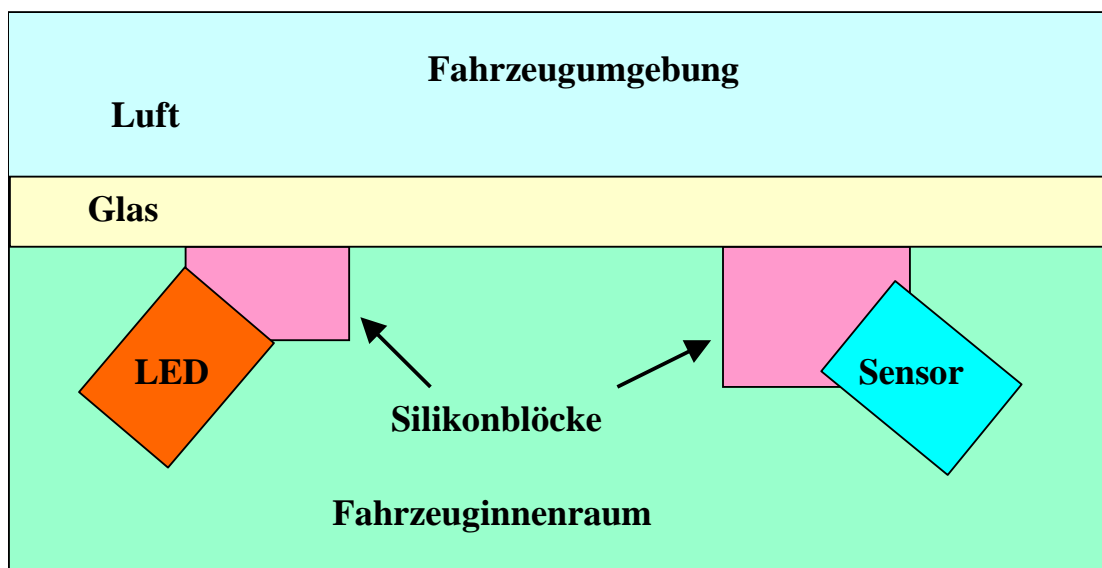 Fahrzeugumgebung
Luft
Glas
LED
Sensor
Silikonblöcke
Fahrzeuginnenraum